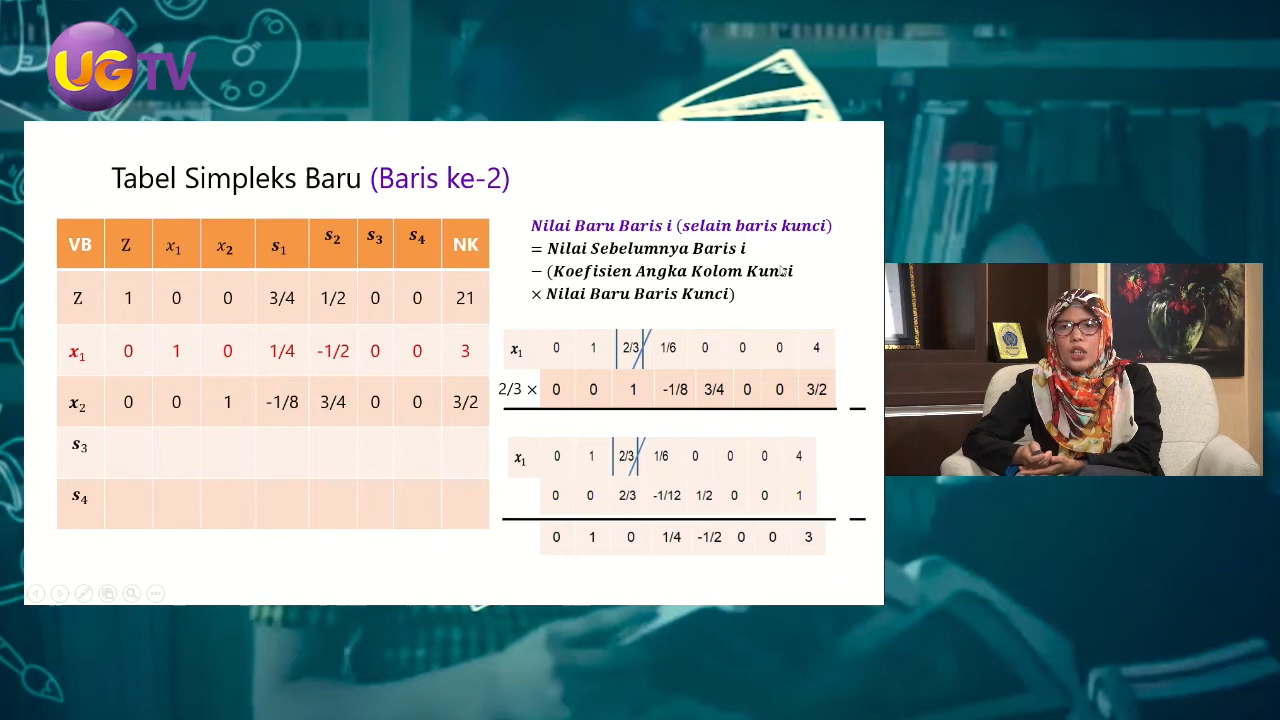 UGTV
Tabel Simpleks Baru (Baris ke-2)
VB Z x₁ x₂ s₁ s₂ s₃ s₄ NK
Z 1 0 0 3/4 1/2 0 0 21
x₁ 0 1 0 1/4 -1/2 0 0 3
x₂ 0 0 1 -1/8 3/4 0 0 3/2
s₃
s₄
Nilai Baru Baris i (selain baris kunci)
= Nilai Sebelumnya Baris i
− (Koefisien Angka Kolom Kunci
× Nilai Baru Baris Kunci)
x₁ 0 1 2/3 1/6 0 0 0 4
2/3 × 0 0 1 -1/8 3/4 0 0 3/2
−
x₁ 0 1 2/3 1/6 0 0 0 4
0 0 2/3 -1/12 1/2 0 0 1
−
0 1 0 1/4 -1/2 0 0 3